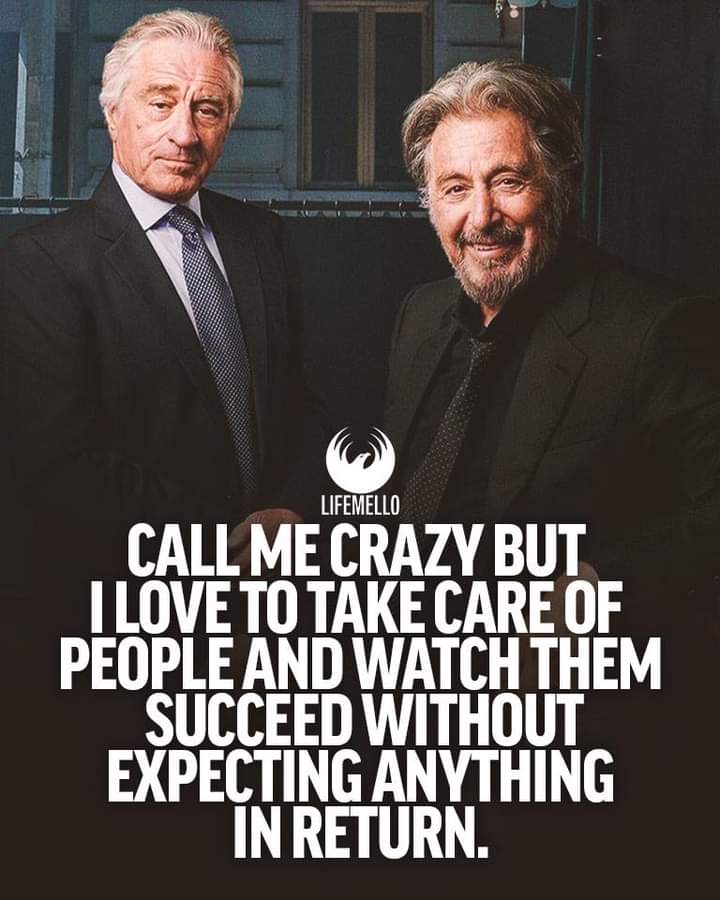 LIFEMELLO
CALL ME CRAZY BUT
I LOVE TO TAKE CARE OF
PEOPLE AND WATCH THEM
SUCCEED WITHOUT
EXPECTING ANYTHING
IN RETURN.